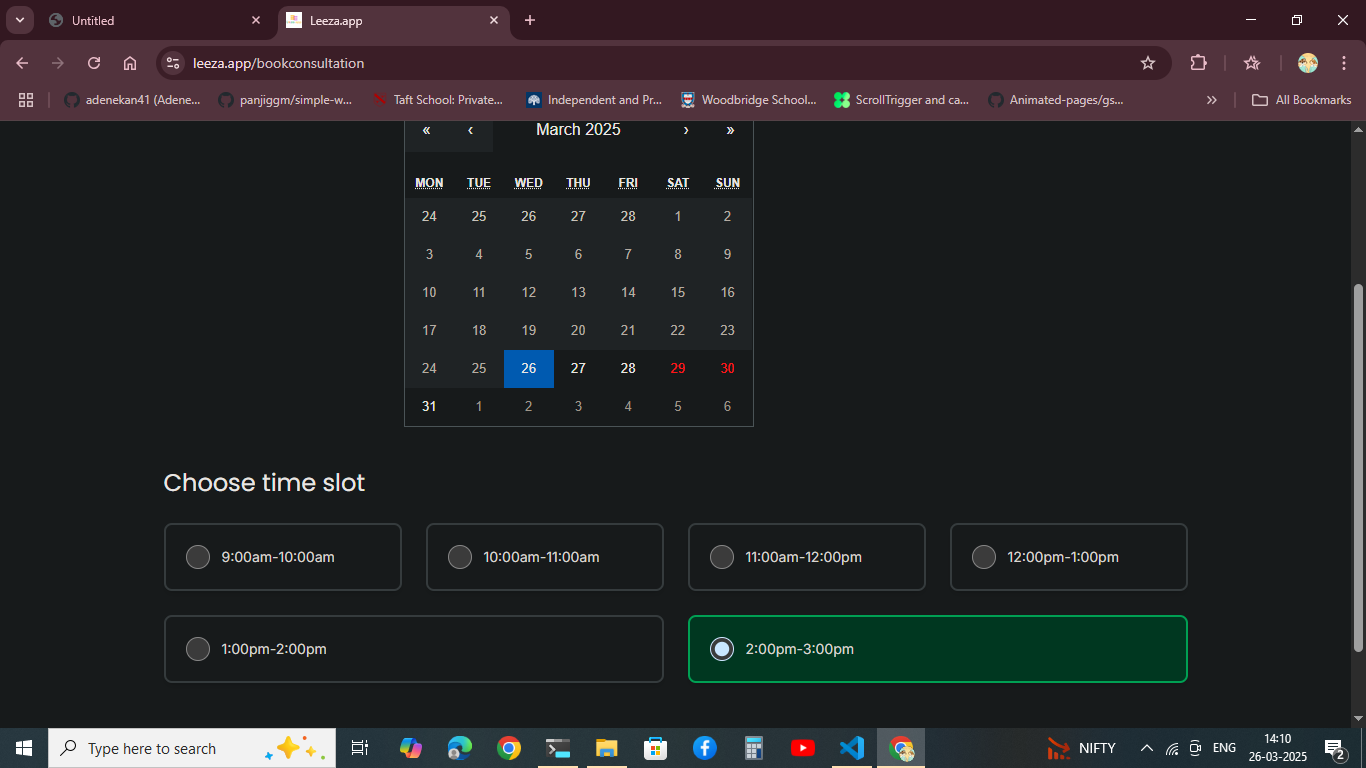 Untitled
Leeza.app
leeza.app/bookconsultation
adenekan41 (Adene... panjiggm/simple-w... Taft School: Private... Independent and Pr... Woodbridge School... ScrollTrigger and ca... Animated-pages/gs... » All Bookmarks
« ‹ March 2025 › »
MON TUE WED THU FRI SAT SUN
24 25 26 27 28 1 2
3 4 5 6 7 8 9
10 11 12 13 14 15 16
17 18 19 20 21 22 23
24 25 26 27 28 29 30
31 1 2 3 4 5 6
Choose time slot
9:00am-10:00am 10:00am-11:00am 11:00am-12:00pm 12:00pm-1:00pm
1:00pm-2:00pm 2:00pm-3:00pm
Type here to search NIFTY ENG 14:10
26-03-2025 2